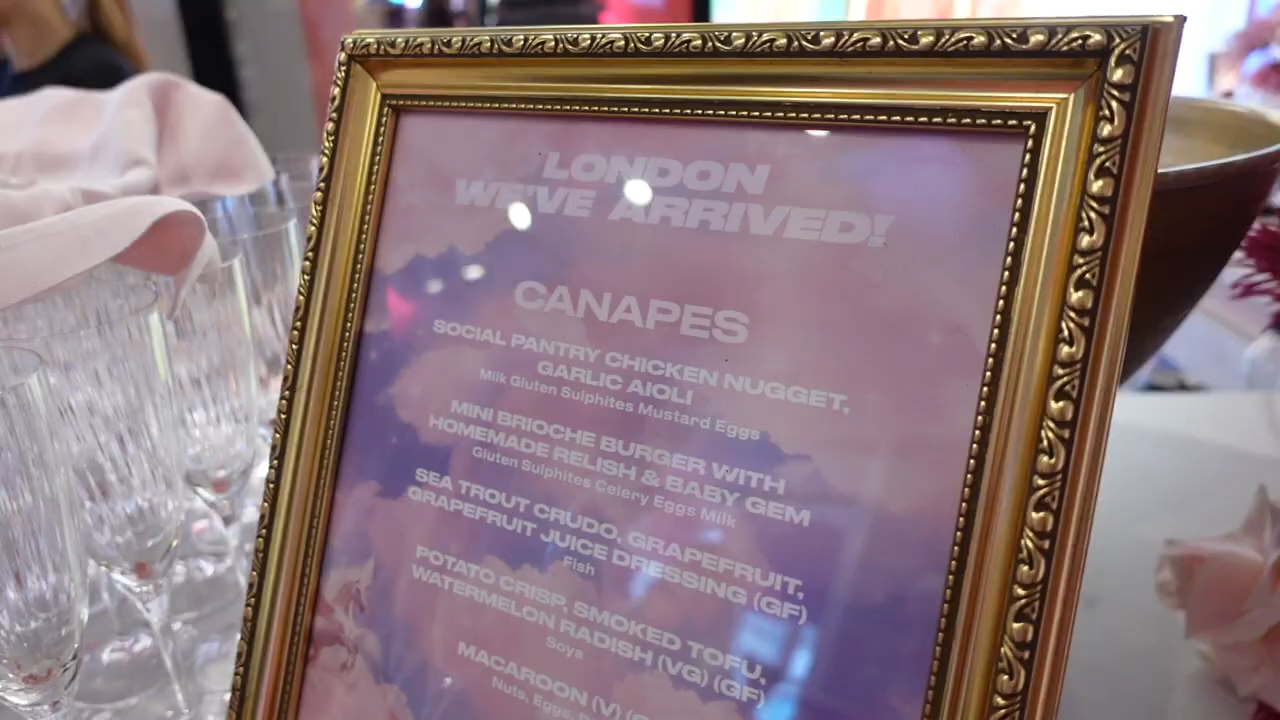 LONDON
WE'VE ARRIVED!
CANAPES
SOCIAL PANTRY CHICKEN NUGGET,
GARLIC AIOLI
Milk Gluten Sulphites Mustard Eggs
MINI BRIOCHE BURGER WITH
HOMEMADE RELISH & BABY GEM
Gluten Sulphites Celery Eggs Milk
SEA TROUT CRUDO, GRAPEFRUIT,
GRAPEFRUIT JUICE DRESSING (GF)
Fish
POTATO CRISP, SMOKED TOFU,
WATERMELON RADISH (VG) (GF)
Soya
MACAROON (V)
Nuts, Eggs,